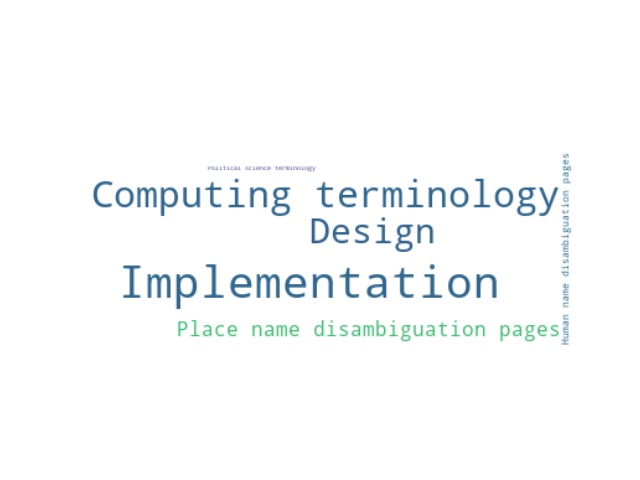 Political science terminology
Computing terminology
Design
Implementation
Place name disambiguation pages
Human name disambiguation pages